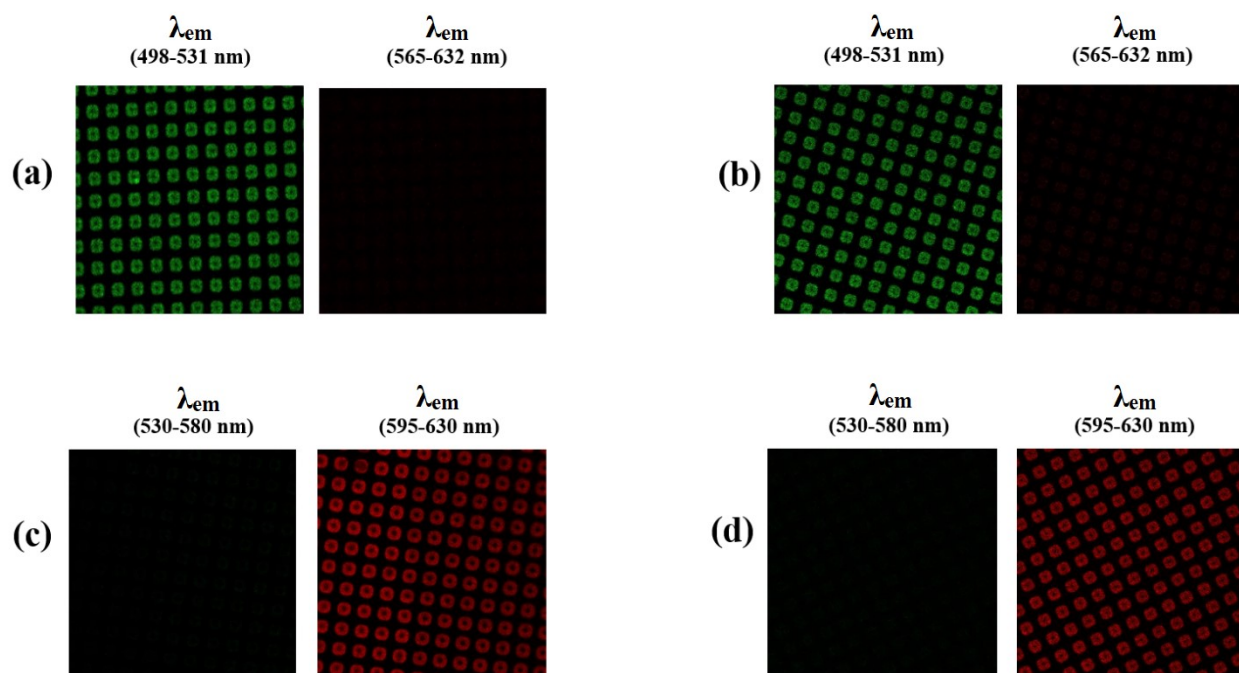 λem
(498-531 nm)
λem
(565-632 nm)
(a)
λem
(498-531 nm)
λem
(565-632 nm)
(b)
λem
(530-580 nm)
λem
(595-630 nm)
(c)
λem
(530-580 nm)
λem
(595-630 nm)
(d)